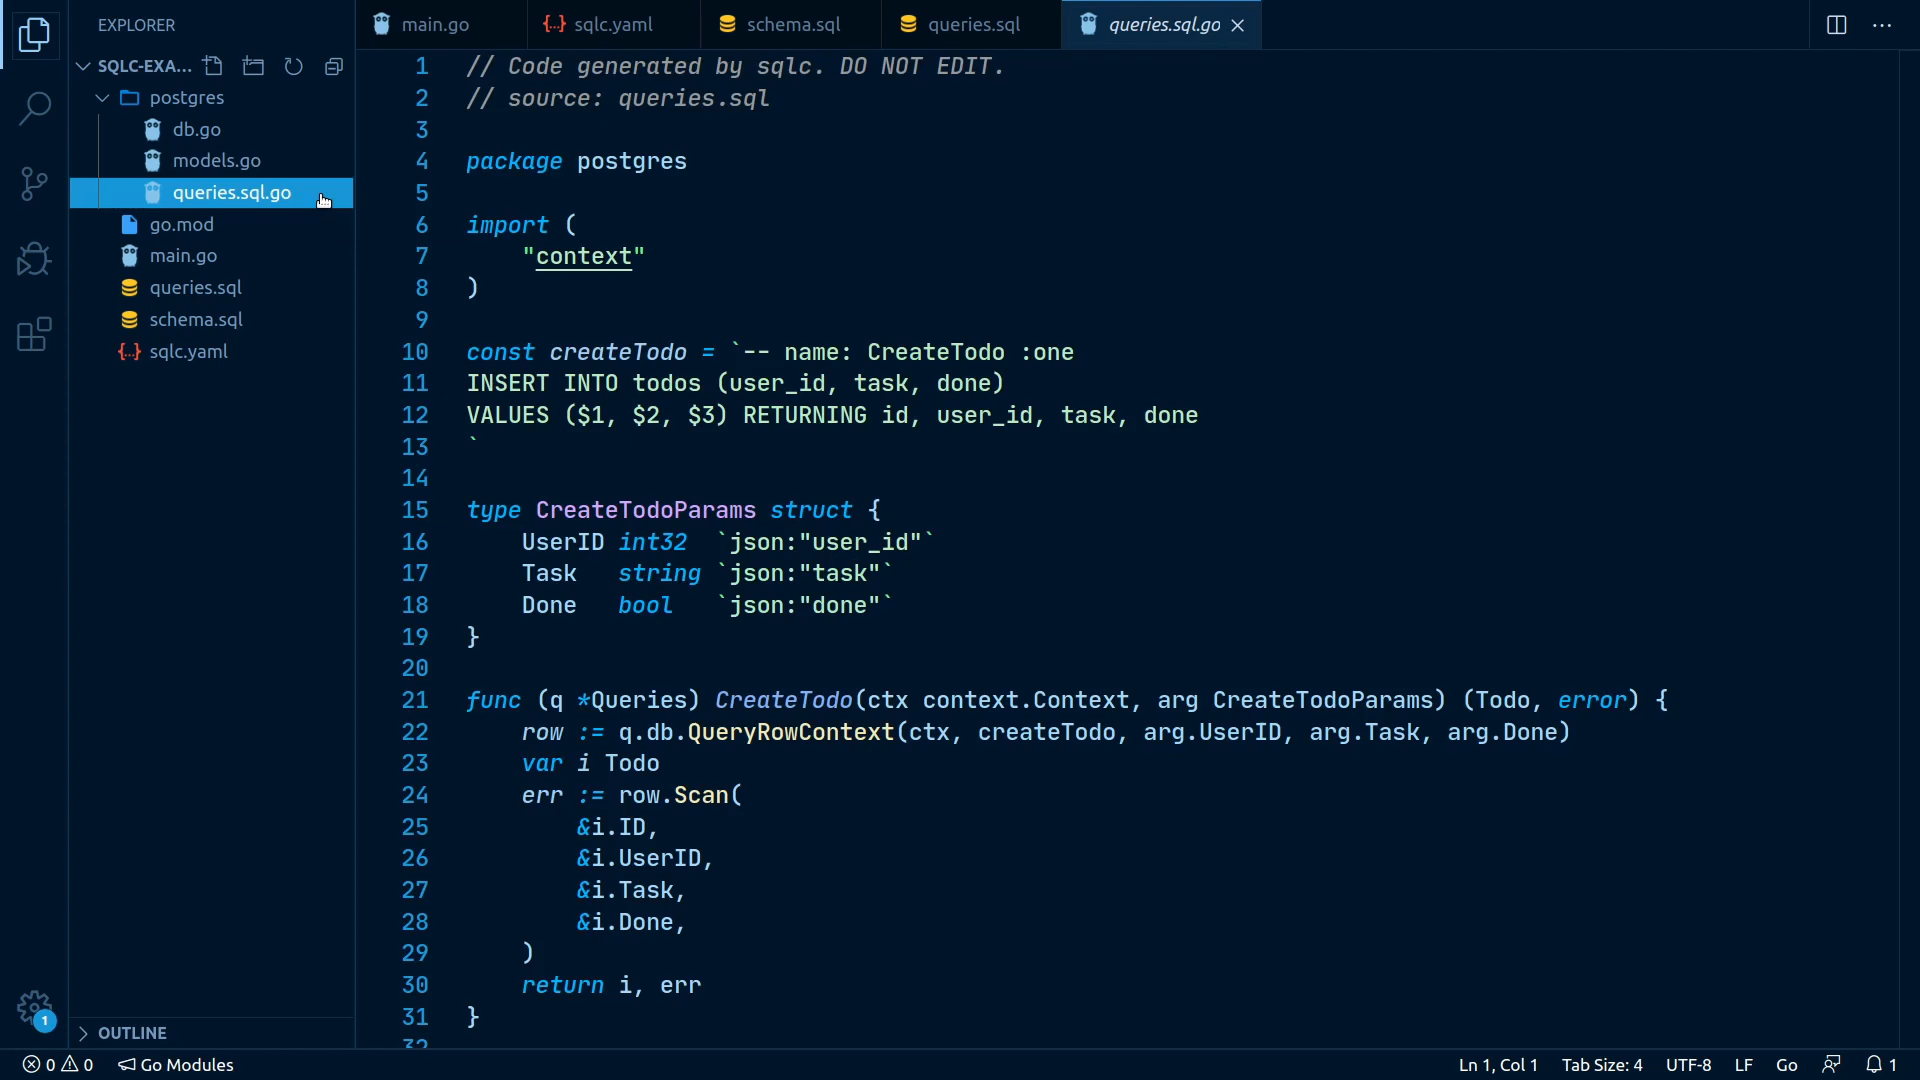 EXPLORER
SQLC-EXA...
postgres
db.go
models.go
queries.sql.go
go.mod
main.go
queries.sql
schema.sql
{..} sqlc.yaml
OUTLINE
main.go
{..} sqlc.yaml
schema.sql
queries.sql
queries.sql.go
1 // Code generated by sqlc. DO NOT EDIT.
2 // source: queries.sql
3
4 package postgres
5
6 import (
7 "context"
8 )
9
10 const createTodo = `-- name: CreateTodo :one
11 INSERT INTO todos (user_id, task, done)
12 VALUES ($1, $2, $3) RETURNING id, user_id, task, done
13 `
14
15 type CreateTodoParams struct {
16 UserID int32 `json:"user_id"`
17 Task string `json:"task"`
18 Done bool `json:"done"`
19 }
20
21 func (q *Queries) CreateTodo(ctx context.Context, arg CreateTodoParams) (Todo, error) {
22 row := q.db.QueryRowContext(ctx, createTodo, arg.UserID, arg.Task, arg.Done)
23 var i Todo
24 err := row.Scan(
25 &i.ID,
26 &i.UserID,
27 &i.Task,
28 &i.Done,
29 )
30 return i, err
31 }
32
1
0 0 Go Modules
Ln 1, Col 1 Tab Size: 4 UTF-8 LF Go 1